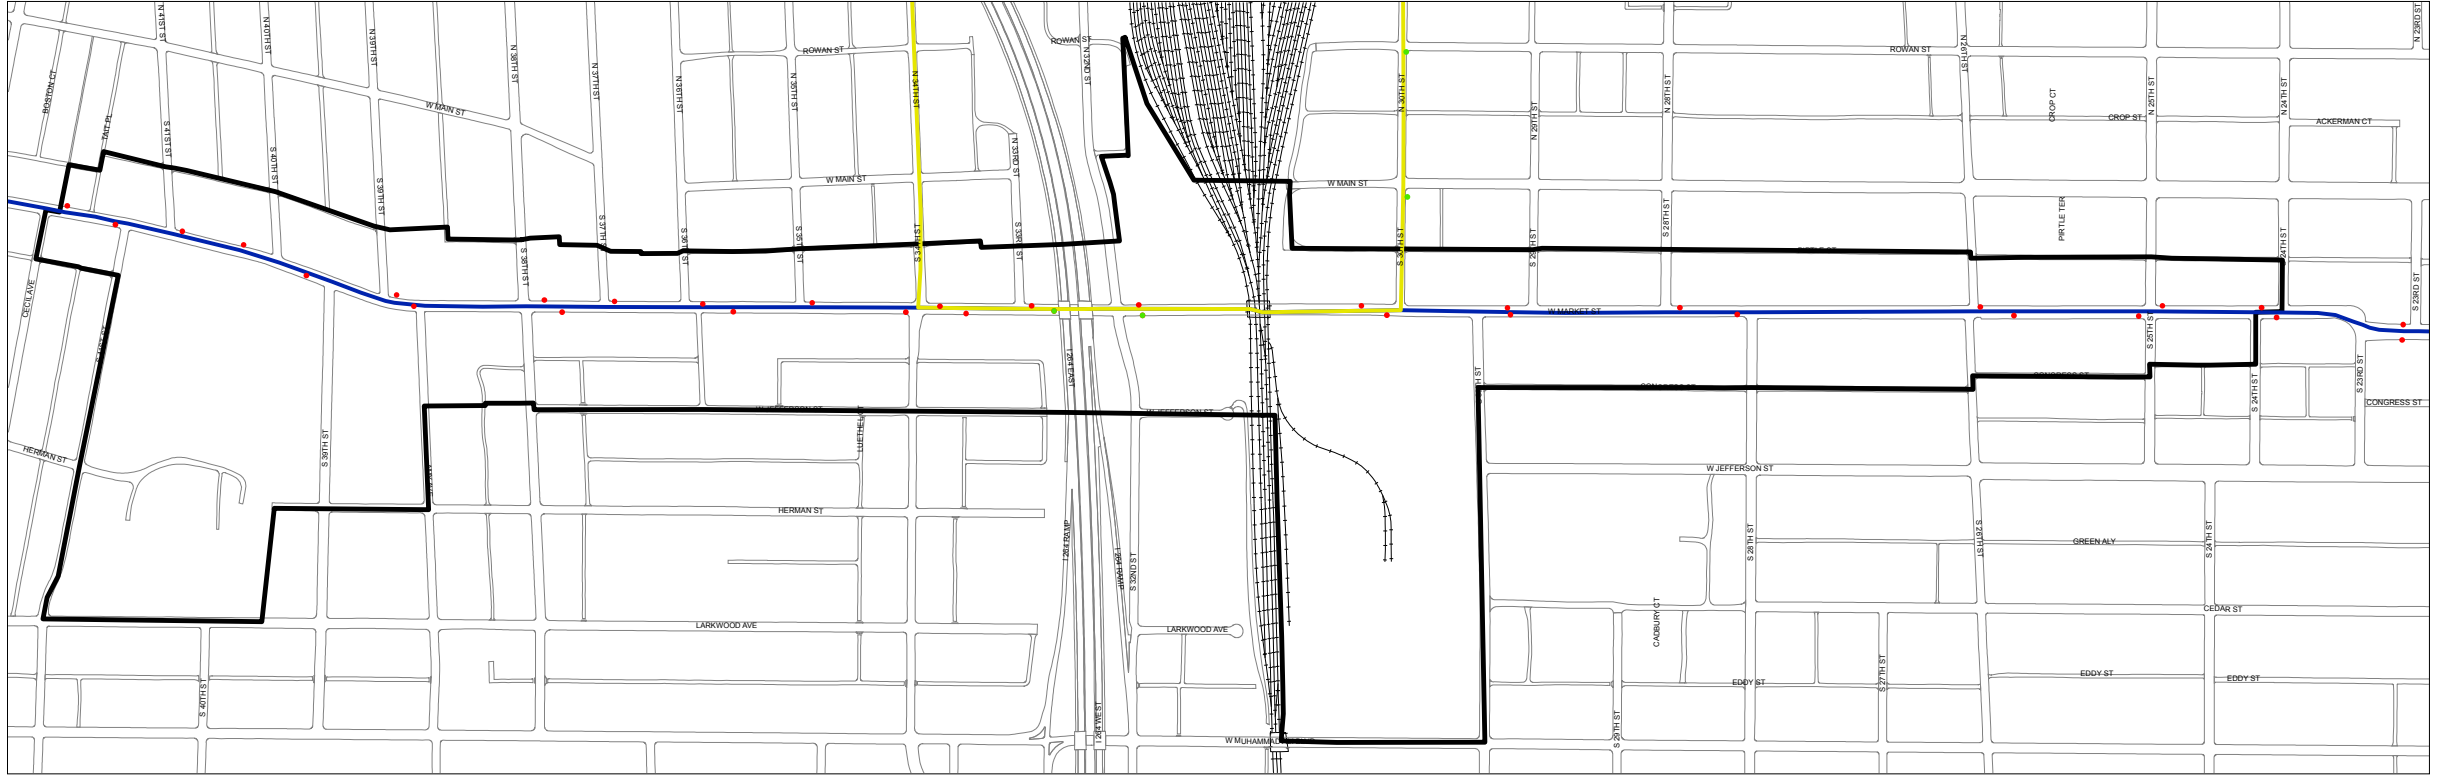 N 41ST ST
N 40TH ST
N 39TH ST
N 38TH ST
N 37TH ST
N 36TH ST
N 35TH ST
ROWAN ST
N 34TH ST
ROWAN ST
N 32ND ST
N 30TH ST
N 29TH ST
N 28TH ST
ROWAN ST
N 26TH ST
CROP CT
N 25TH ST
N 24TH ST
N 23RD ST
BOSTON CT
TAIT PL
W MAIN ST
CROP ST
ACKERMAN CT
S 41ST ST
S 40TH ST
S 39TH ST
N 33RD ST
W MAIN ST
W MAIN ST
S 38TH ST
S 37TH ST
S 36TH ST
S 35TH ST
S 34TH ST
S 33RD ST
S 30TH ST
S 29TH ST
S 28TH ST
PIRTLE TER
S 23RD ST
CECIL AVE
W MARKET ST
S 25TH ST
I 264 EAST
S 24TH ST
S 23RD ST
CONGRESS ST
CONGRESS ST
CONGRESS ST
W JEFFERSON ST
W JEFFERSON ST
HERMAN ST
S 39TH ST
W JEFFERSON ST
HERMAN ST
I 264 RAMP
I 264 RAMP
S 32ND ST
S 28TH ST
S 26TH ST
GREEN ALY
S 24TH ST
LARKWOOD AVE
LARKWOOD AVE
CADBURY CT
CEDAR ST
S 40TH ST
I 264 WEST
S 29TH ST
EDDY ST
S 27TH ST
EDDY ST
EDDY ST
W MUHAMMAD